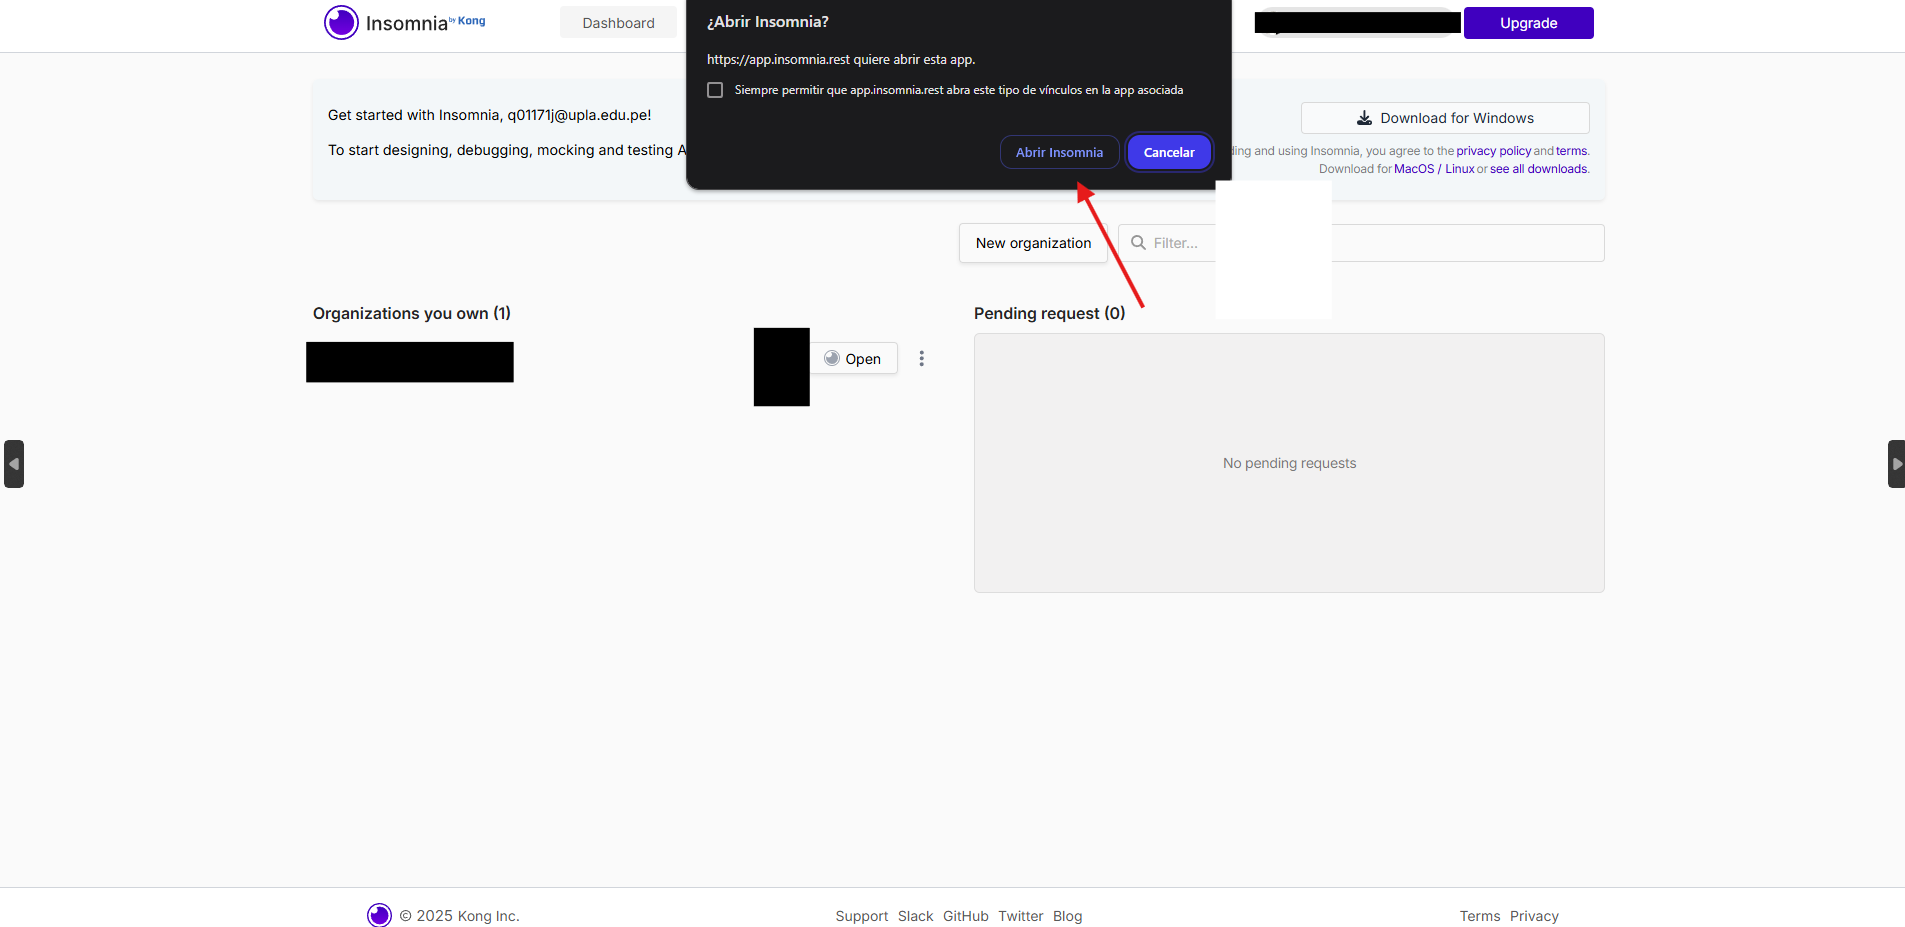 Insomnia by Kong
Dashboard
Upgrade
¿Abrir Insomnia?
https://app.insomnia.rest quiere abrir esta app.
Siempre permitir que app.insomnia.rest abra este tipo de vínculos en la app asociada
Abrir Insomnia
Cancelar
Get started with Insomnia, q01171j@upla.edu.pe!
To start designing, debugging, mocking and testing A
Download for Windows
ding and using Insomnia, you agree to the privacy policy and terms.
Download for MacOS / Linux or see all downloads.
New organization
Filter...
Organizations you own (1)
Open
Pending request (0)
No pending requests
© 2025 Kong Inc.
Support Slack GitHub Twitter Blog
Terms Privacy